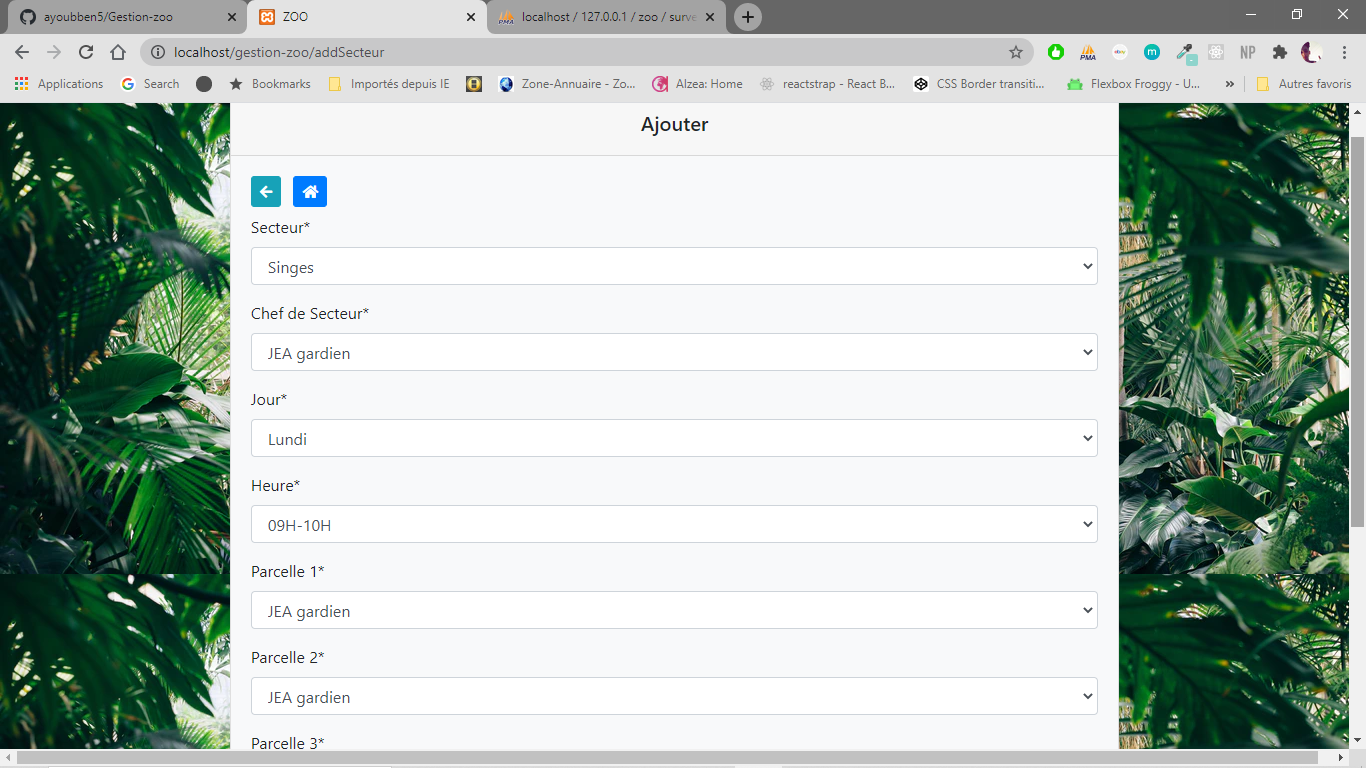 ayoubben5/Gestion-zoo
ZOO
localhost / 127.0.0.1 / zoo / surve
localhost/gestion-zoo/addSecteur
PMA
ebay
m
NP
Applications
Search
Bookmarks
Importés depuis IE
Zone-Annuaire - Zo...
Alzea: Home
reactstrap - React B...
CSS Border transiti...
Flexbox Froggy - U...
»
Autres favoris
Ajouter
Secteur*
Singes
Chef de Secteur*
JEA gardien
Jour*
Lundi
Heure*
09H-10H
Parcelle 1*
JEA gardien
Parcelle 2*
JEA gardien
Parcelle 3*